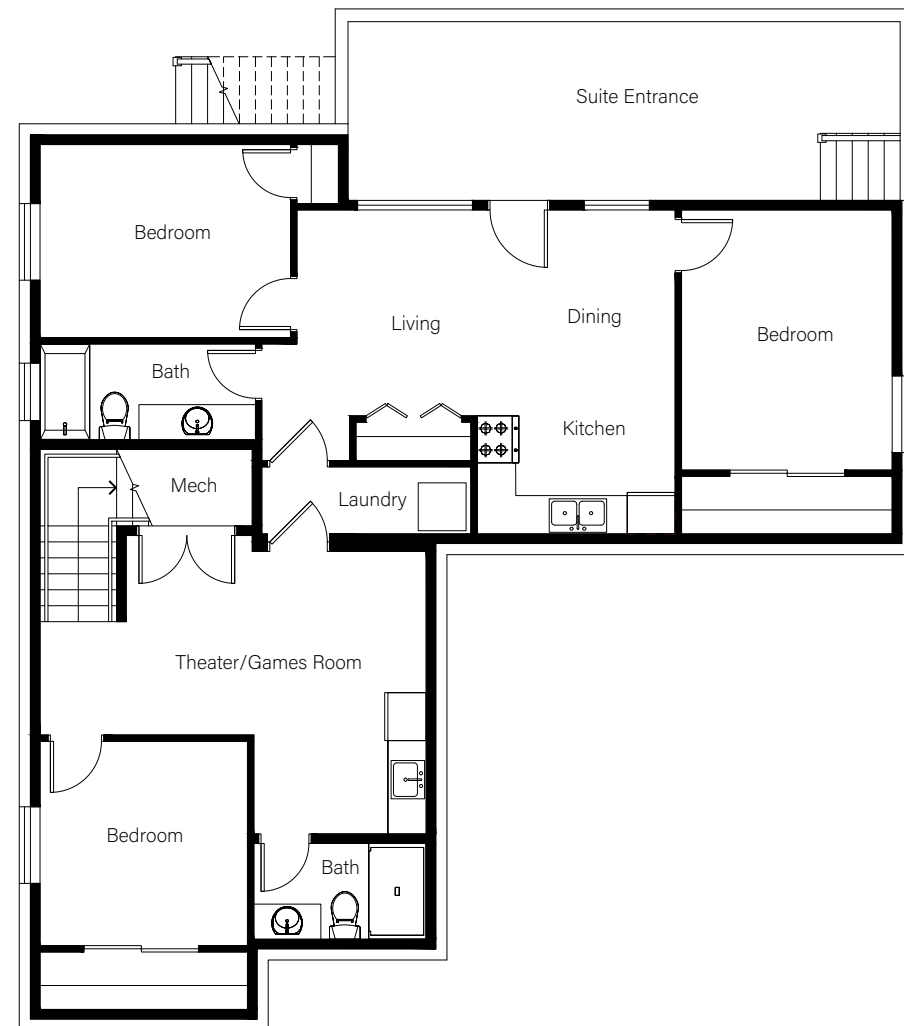 Suite Entrance
Bedroom
Living
Dining
Bedroom
Bath
Kitchen
Mech
Laundry
Theater/Games Room
Bedroom
Bath